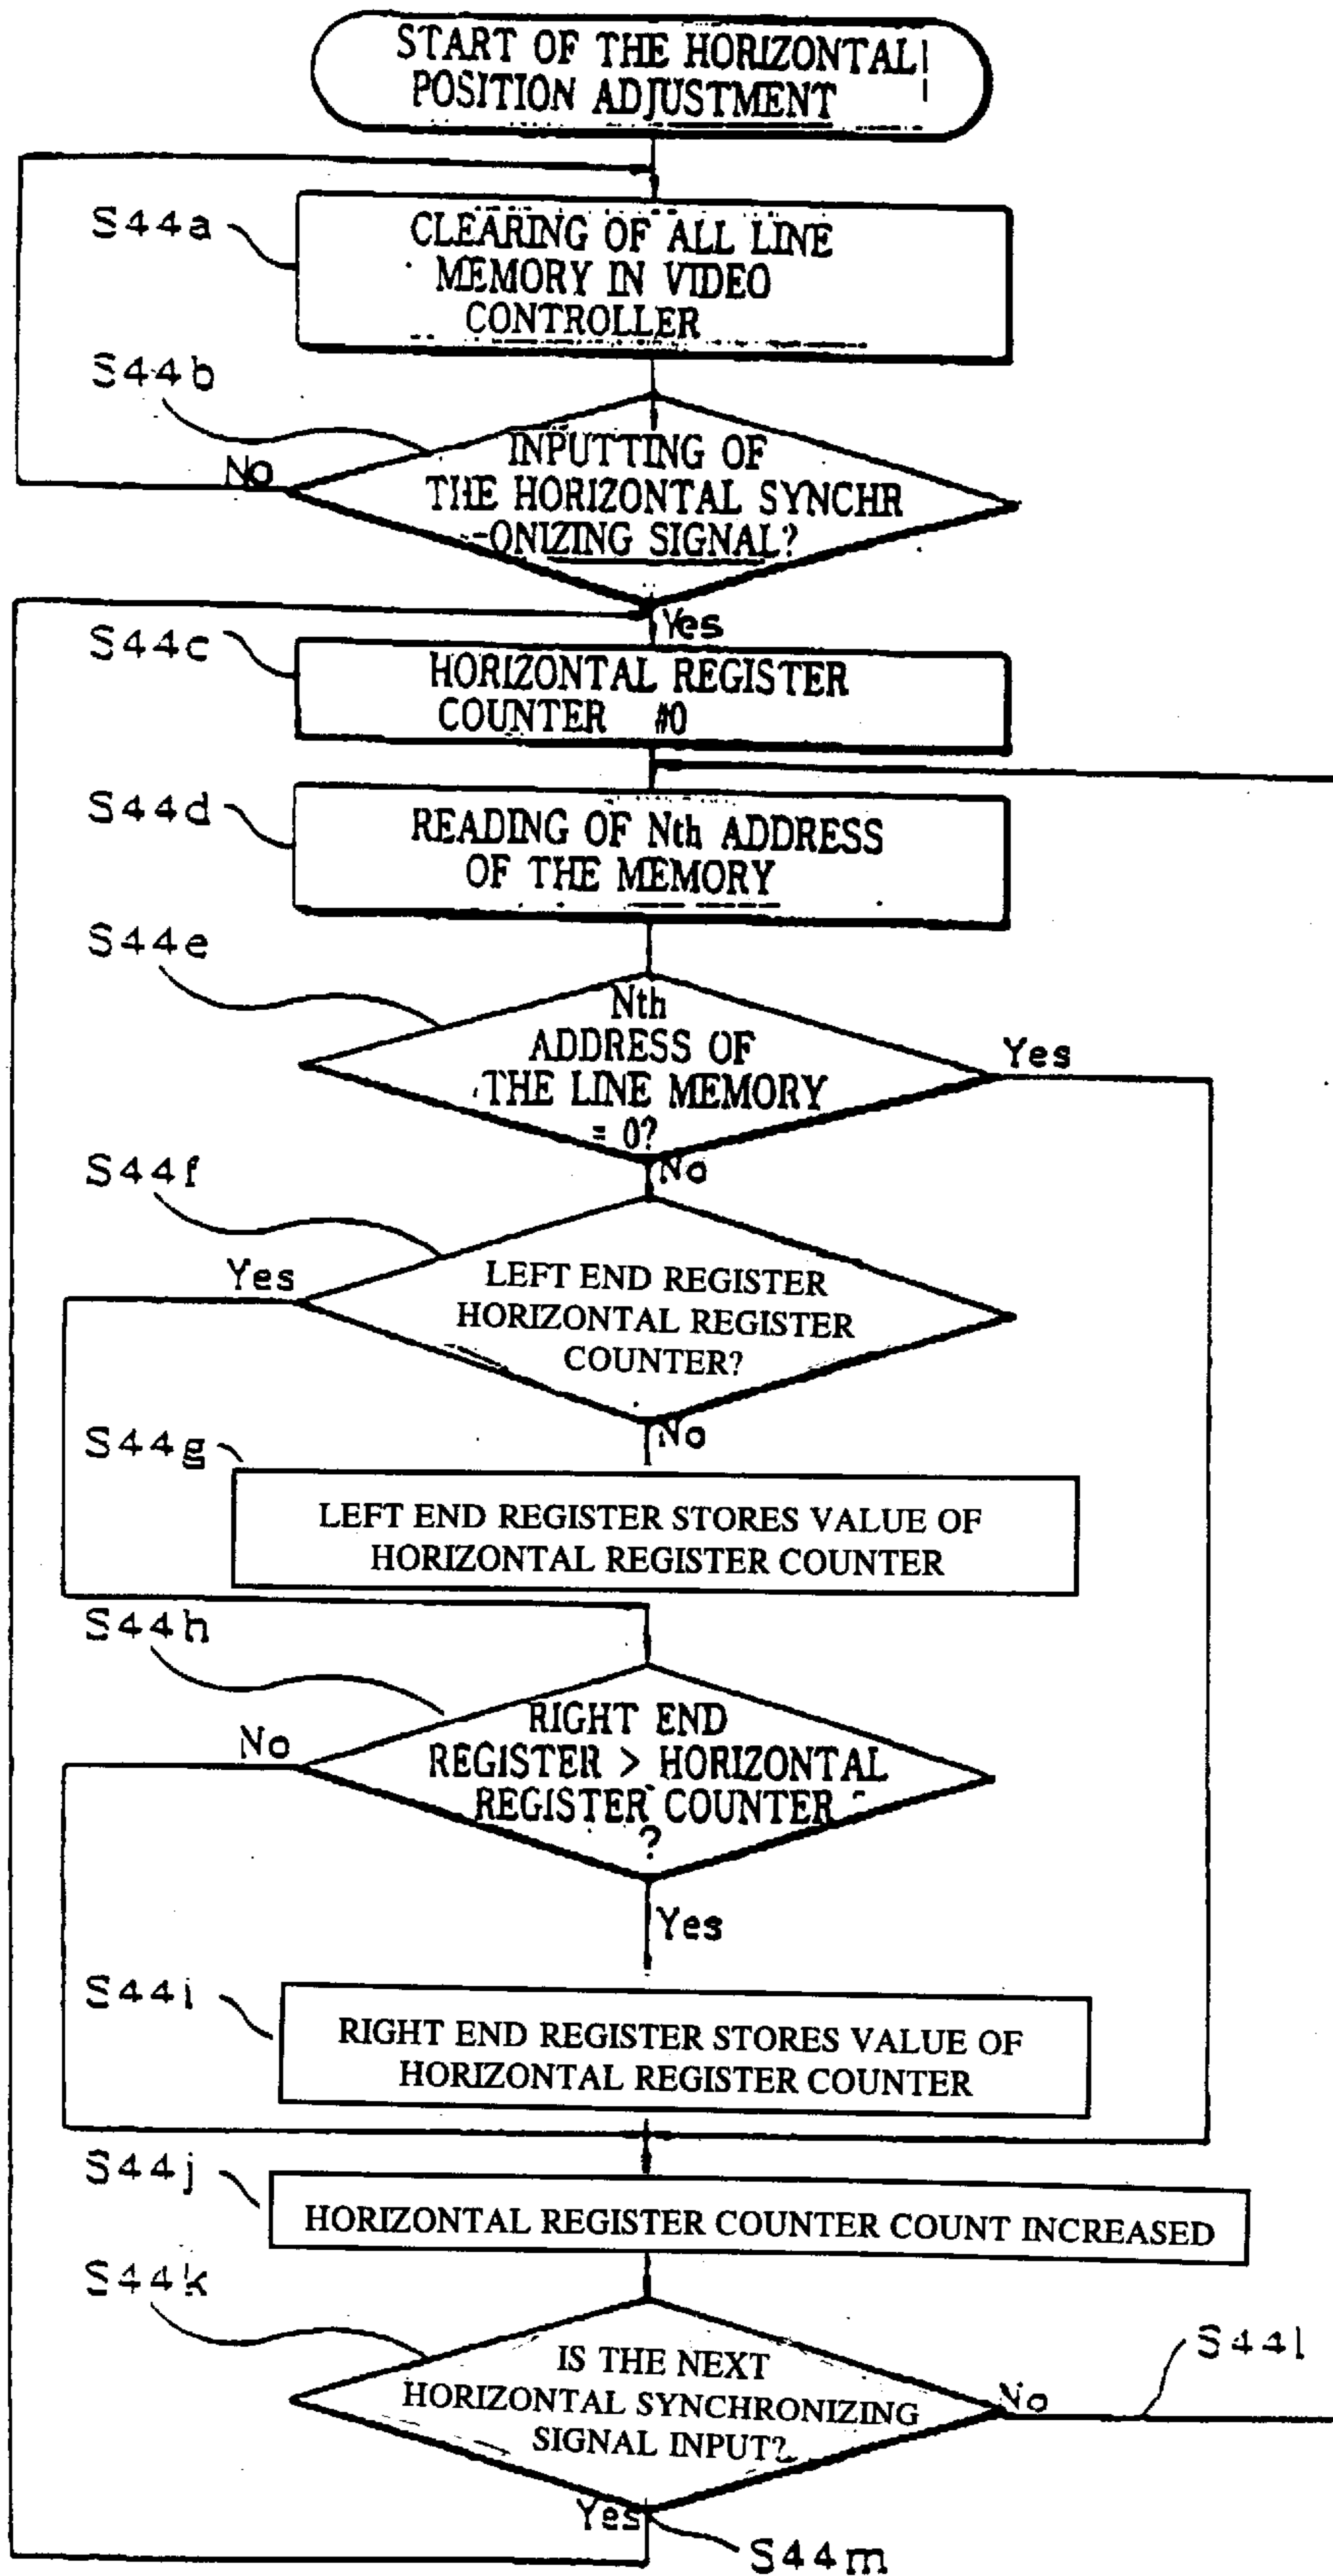 START OF THE HORIZONTAL
POSITION ADJUSTMENT
S44a
CLEARING OF ALL LINE
MEMORY IN VIDEO
CONTROLLER
S44b
INPUTTING OF
THE HORIZONTAL SYNCHR
-ONIZING SIGNAL?
No
Yes
S44c
HORIZONTAL REGISTER
COUNTER #0
S44d
READING OF Nth ADDRESS
OF THE MEMORY
S44e
Nth
ADDRESS OF
THE LINE MEMORY
= 0?
Yes
No
S44f
Yes
LEFT END REGISTER
HORIZONTAL REGISTER
COUNTER?
No
S44g
LEFT END REGISTER STORES VALUE OF
HORIZONTAL REGISTER COUNTER
S44h
No
RIGHT END
REGISTER > HORIZONTAL
REGISTER COUNTER
?
Yes
S44i
RIGHT END REGISTER STORES VALUE OF
HORIZONTAL REGISTER COUNTER
S44j
HORIZONTAL REGISTER COUNTER COUNT INCREASED
S44k
IS THE NEXT
HORIZONTAL SYNCHRONIZING
SIGNAL INPUT?
No
S44l
Yes
S44m